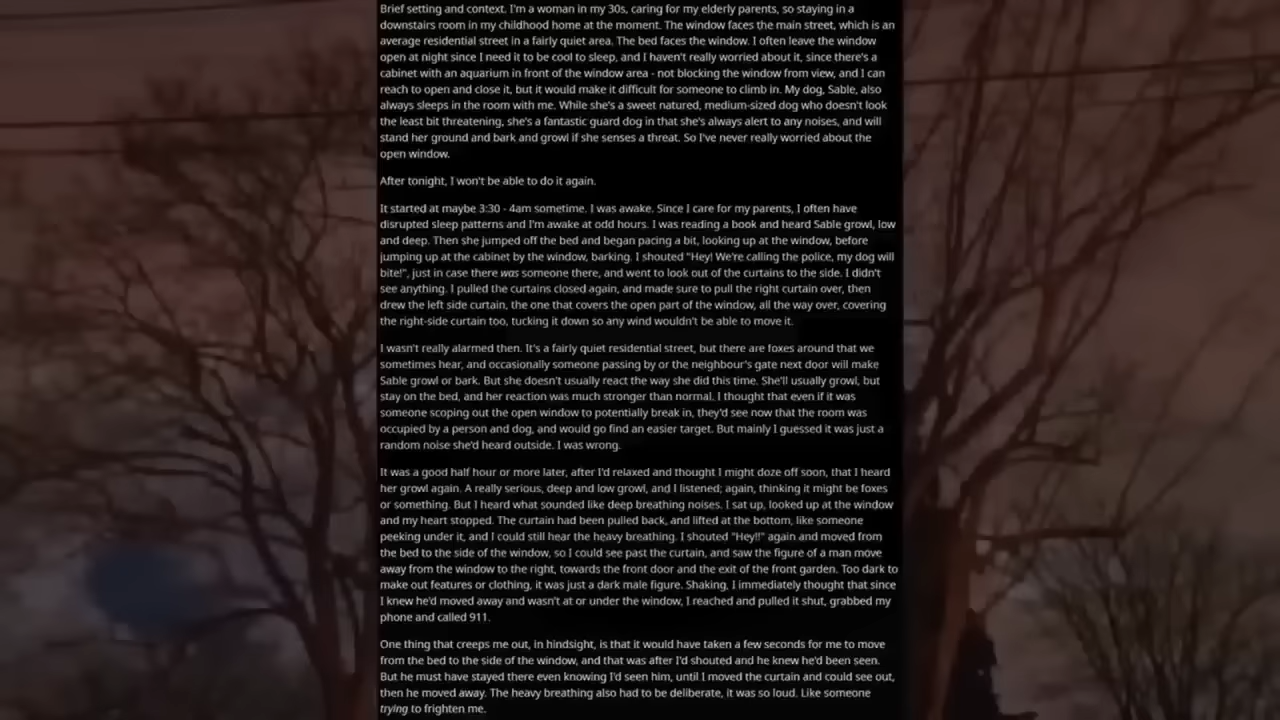 Brief setting and context. I'm a woman in my 30s, caring for my elderly parents, so staying in a
downstairs room in my childhood home at the moment. The window faces the main street, which is an
average residential street in a fairly quiet area. The bed faces the window. I often leave the window
open at night since I need it to be cool to sleep, and I haven't really worried about it, since there's a
cabinet with an aquarium in front of the window area - not blocking the window from view, and I can
reach to open and close it, but it would make it difficult for someone to climb in. My dog, Sable, also
always sleeps in the room with me. While she's a sweet natured, medium-sized dog who doesn't look
the least bit threatening, she's a fantastic guard dog in that she's always alert to any noises, and will
stand her ground and bark and growl if she senses a threat. So I've never really worried about the
open window.
After tonight, I won't be able to do it again.
It started at maybe 3:30 - 4am sometime. I was awake. Since I care for my parents, I often have
disrupted sleep patterns and I'm awake at odd hours. I was reading a book and heard Sable growl, low
and deep. Then she jumped off the bed and began pacing a bit, looking up at the window, before
jumping up at the cabinet by the window, barking. I shouted "Hey! We're calling the police, my dog will
bite!", just in case there was someone there, and went to look out of the curtains to the side. I didn't
see anything. I pulled the curtains closed again, and made sure to pull the right curtain over, then
drew the left side curtain, the one that covers the open part of the window, all the way over, covering
the right-side curtain too, tucking it down so any wind wouldn't be able to move it.
I wasn't really alarmed then. It's a fairly quiet residential street, but there are foxes around that we
sometimes hear, and occasionally someone passing by or the neighbour's gate next door will make
Sable growl or bark. But she doesn't usually react the way she did this time. She'll usually growl, but
stay on the bed, and her reaction was much stronger than normal. I thought that even if it was
someone scoping out the open window to potentially break in, they'd see now that the room was
occupied by a person and dog, and would go find an easier target. But mainly I guessed it was just a
random noise she'd heard outside. I was wrong.
It was a good half hour or more later, after I'd relaxed and thought I might doze off soon, that I heard
her growl again. A really serious, deep and low growl, and I listened; again, thinking it might be foxes
or something. But I heard what sounded like deep breathing noises. I sat up, looked up at the window
and my heart stopped. The curtain had been pulled back, and lifted at the bottom, like someone
peeking under it, and I could still hear the heavy breathing. I shouted "Hey!!" again and moved from
the bed to the side of the window, so I could see past the curtain, and saw the figure of a man move
away from the window to the right, towards the front door and the exit of the front garden. Too dark to
make out features or clothing, it was just a dark male figure. Shaking, I immediately thought that since
I knew he'd moved away and wasn't at or under the window, I reached and pulled it shut, grabbed my
phone and called 911.
One thing that creeps me out, in hindsight, is that it would have taken a few seconds for me to move
from the bed to the side of the window, and that was after I'd shouted and he knew he'd been seen.
But he must have stayed there even knowing I'd seen him, until I moved the curtain and could see out,
then he moved away. The heavy breathing also had to be deliberate, it was so loud. Like someone
trying to frighten me.